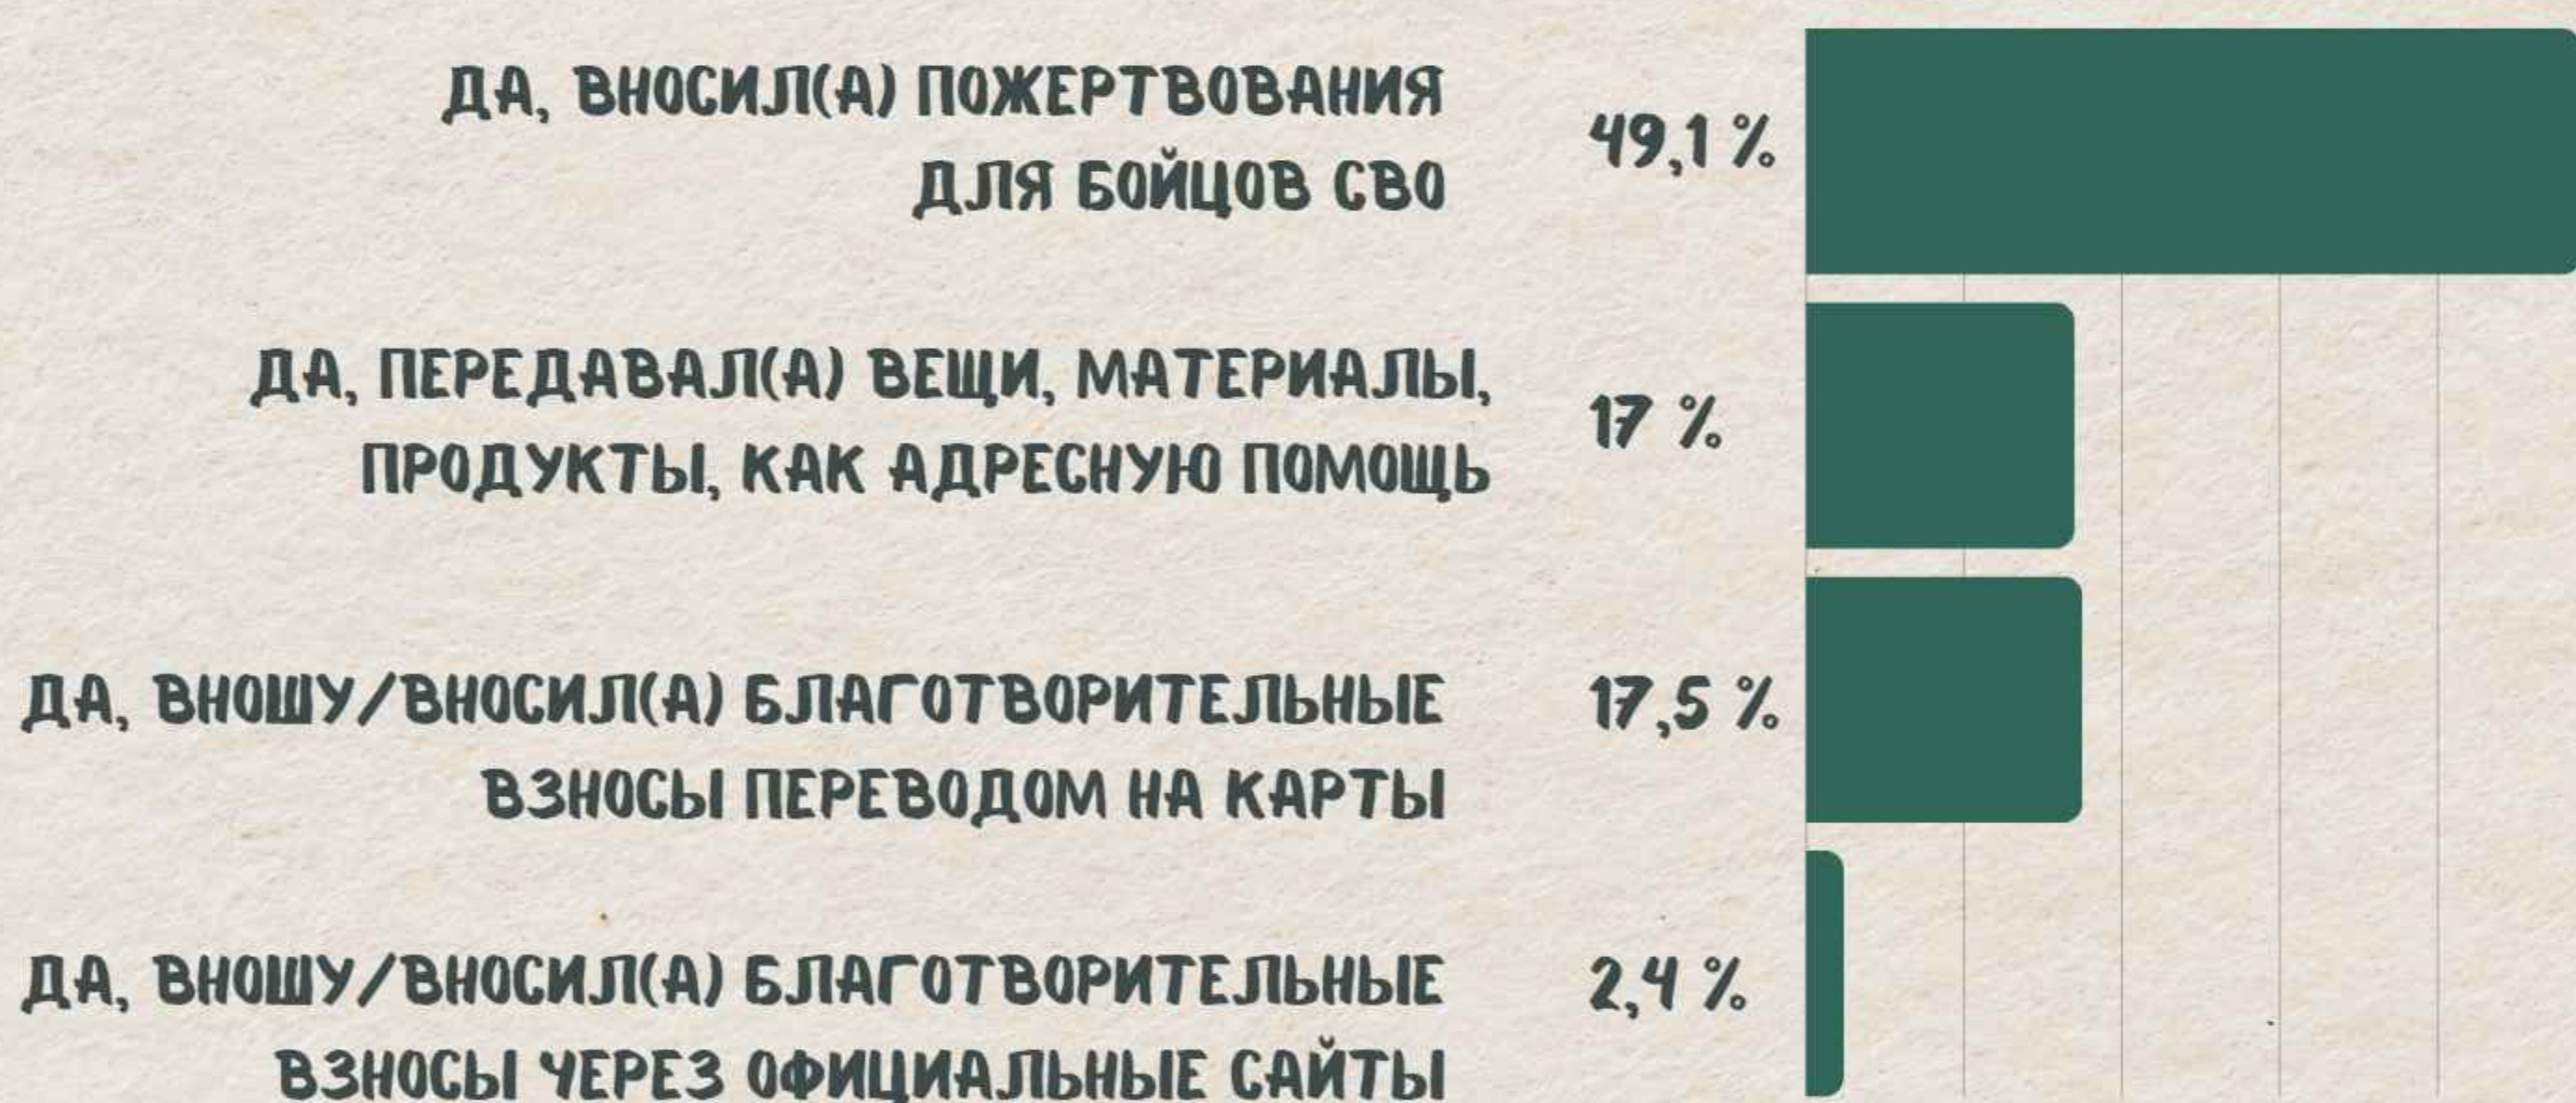 ДА, ВНОСИЛ(А) ПОЖЕРТВОВАНИЯ
ДЛЯ БОЙЦОВ СВО
49,1 %
ДА, ПЕРЕДАВАЛ(А) ВЕЩИ, МАТЕРИАЛЫ,
ПРОДУКТЫ, КАК АДРЕСНУЮ ПОМОЩЬ
17 %
ДА, ВНОШУ/ВНОСИЛ(А) БЛАГОТВОРИТЕЛЬНЫЕ
ВЗНОСЫ ПЕРЕВОДОМ НА КАРТЫ
17,5 %
ДА, ВНОШУ/ВНОСИЛ(А) БЛАГОТВОРИТЕЛЬНЫЕ
ВЗНОСЫ ЧЕРЕЗ ОФИЦИАЛЬНЫЕ САЙТЫ
2,4 %